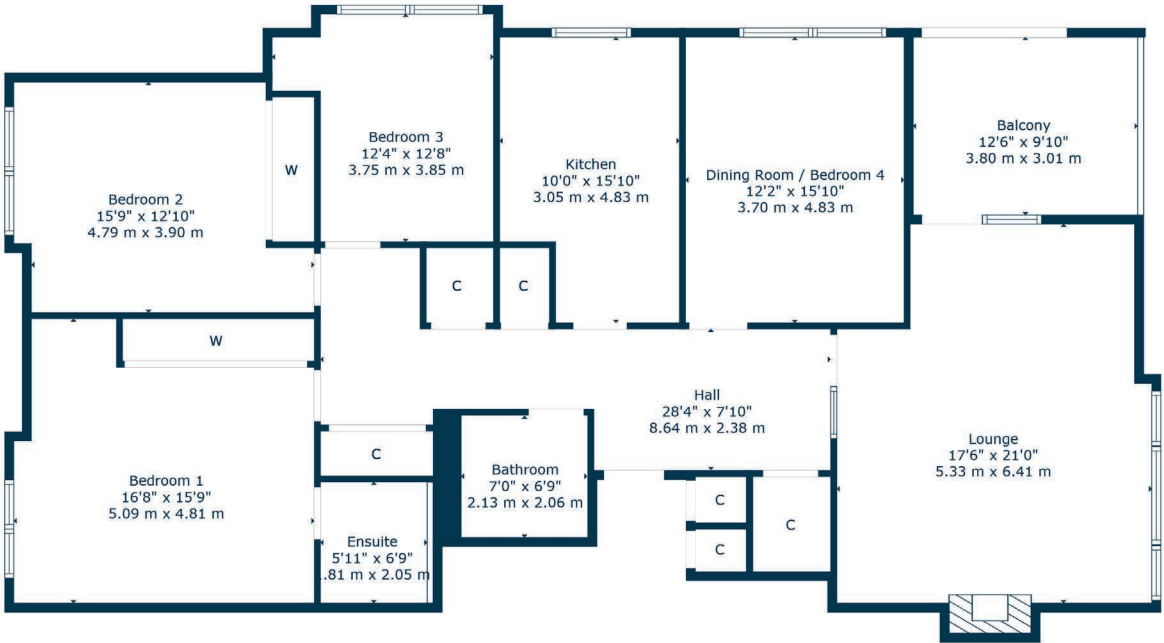 Bedroom 3
12'4" x 12'8"
3.75 m x 3.85 m
Kitchen
10'0" x 15'10"
3.05 m x 4.83 m
Dining Room / Bedroom 4
12'2" x 15'10"
3.70 m x 4.83 m
Balcony
12'6" x 9'10"
3.80 m x 3.01 m
Bedroom 2
15'9" x 12'10"
4.79 m x 3.90 m
W
C
C
W
Hall
28'4" x 7'10"
8.64 m x 2.38 m
Lounge
17'6" x 21'0"
5.33 m x 6.41 m
Bedroom 1
16'8" x 15'9"
5.09 m x 4.81 m
C
Bathroom
7'0" x 6'9"
2.13 m x 2.06 m
Ensuite
5'11" x 6'9"
.81 m x 2.05 m
C
C
C